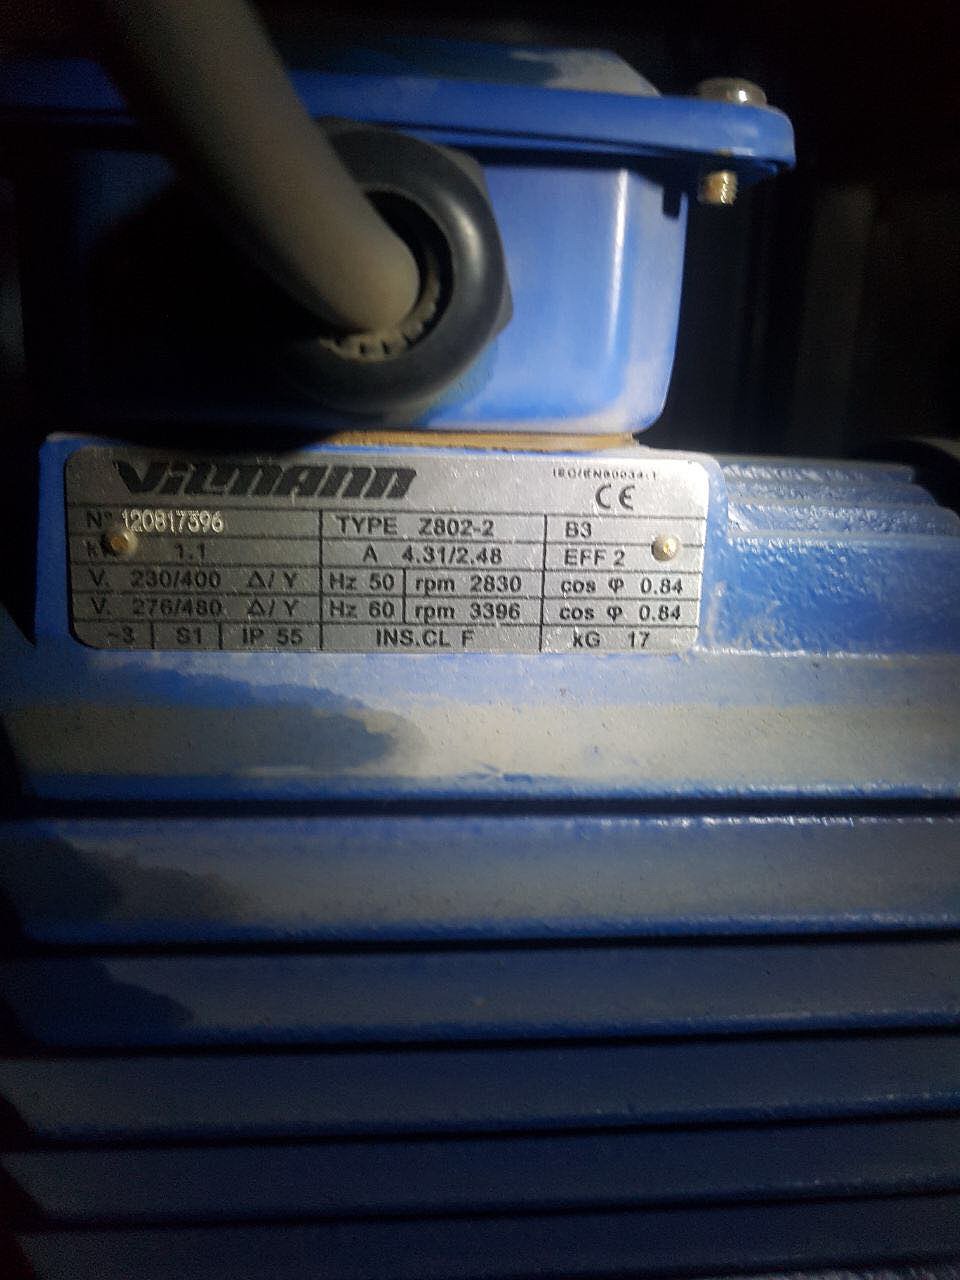 VILMANN
IEC/EN60034-1
CE
N° 120817396 TYPE Z802-2 B3
1.1 A 4.31/2.48 EFF 2
V. 230/400 Δ/Y Hz 50 rpm 2830 cos φ 0.84
V. 276/480 Δ/Y Hz 60 rpm 3396 cos φ 0.84
~3 S1 IP 55 INS.CL F kG 17